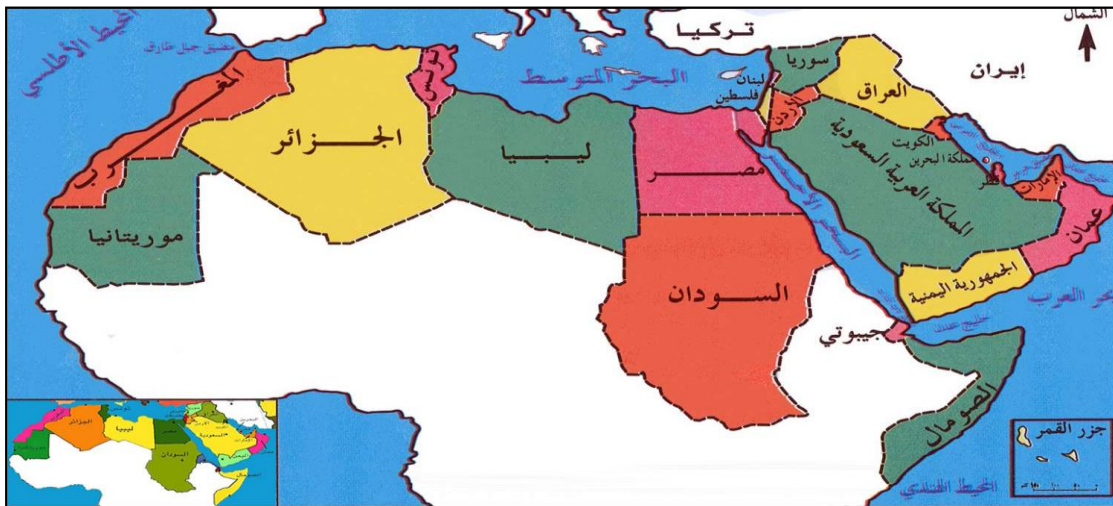 المحيط الأطلسي
مضيق جبل طارق
تركيا
الشمال
إيران
البحر المتوسط
سوريا
لبنان
فلسطين
العراق
الأردن
المغرب
تونس
الجزائر
ليبيا
مصر
الكويت
مملكة البحرين
قطر
الإمارات
المملكة العربية السعودية
عمان
البحر الأحمر
موريتانيا
السودان
الجمهورية اليمنية
بحر العرب
خليج عدن
جيبوتي
الصومال
جزر القمر
المحيط الهندي
الجزائر
ليبيا
مصر
السعودية
السودان